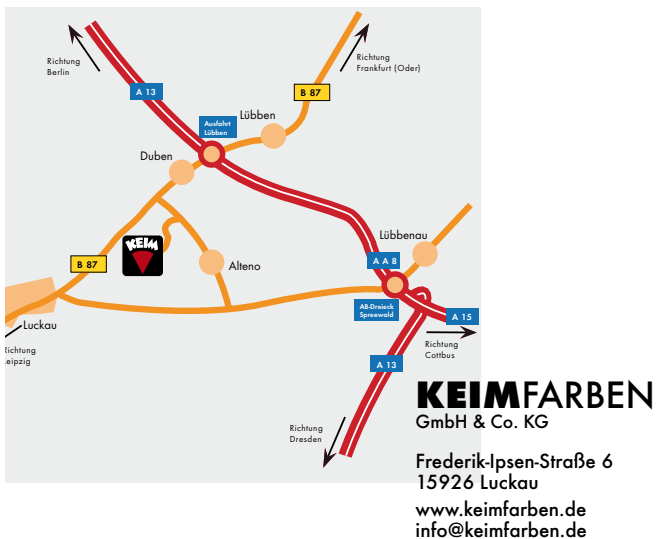 Richtung
Berlin
Richtung
Frankfurt (Oder)
A 13
B 87
Ausfahrt
Lübben
Lübben
Duben
KEIM
B 87
Alteno
Lübbenau
A A 8
AB-Dreieck
Spreewald
A 15
Luckau
Richtung
Leipzig
Richtung
Cottbus
A 13
Richtung
Dresden
KEIMFARBEN
GmbH & Co. KG
Frederik-Ipsen-Straße 6
15926 Luckau
www.keimfarben.de
info@keimfarben.de